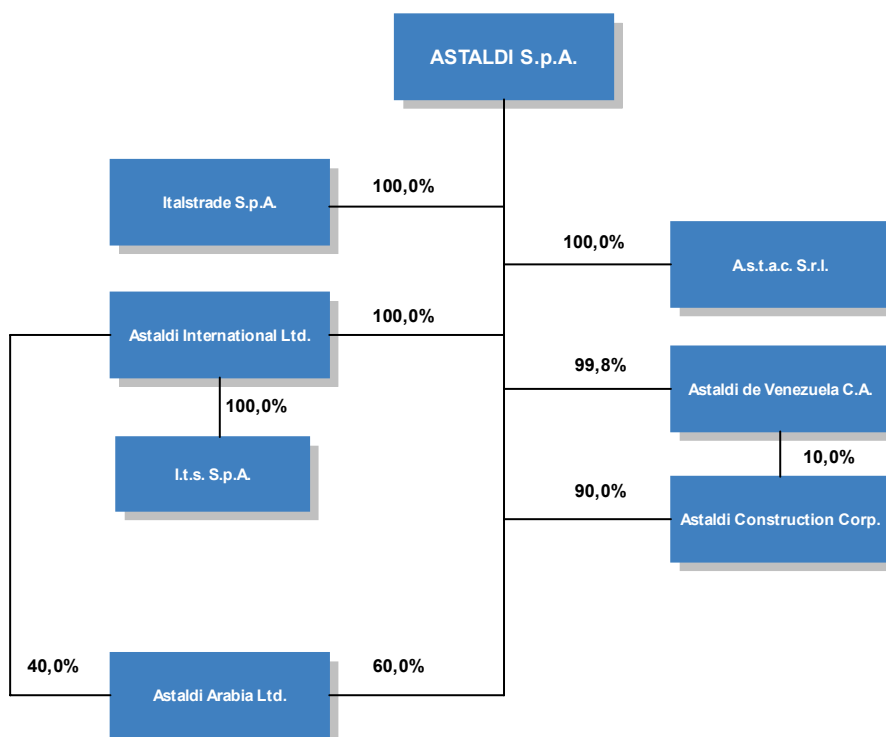 ASTALDI S.p.A.
100,0%
Italstrade S.p.A.
100,0%
A.s.t.a.c. S.r.l.
100,0%
Astaldi International Ltd.
99,8%
Astaldi de Venezuela C.A.
100,0%
10,0%
I.t.s. S.p.A.
90,0%
Astaldi Construction Corp.
40,0%
60,0%
Astaldi Arabia Ltd.